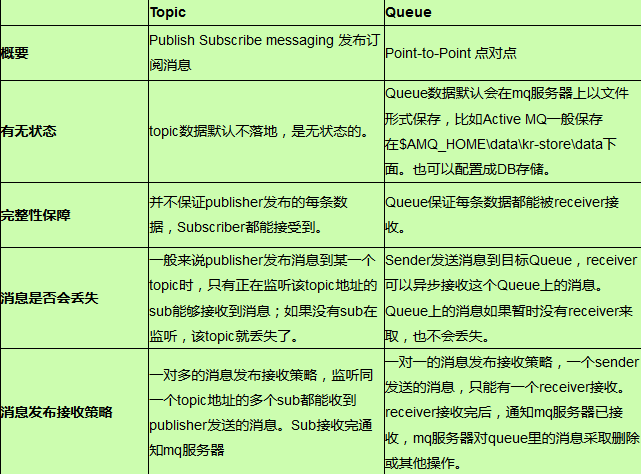 Topic
Queue
概要
Publish Subscribe messaging 发布订
阅消息
Point-to-Point 点对点
有无状态
topic数据默认不落地，是无状态的。
Queue数据默认会在mq服务器上以文件
形式保存，比如Active MQ一般保存
在$AMQ_HOME\data\kr-store\data下
面。也可以配置成DB存储。
完整性保障
并不保证publisher发布的每条数
据，Subscriber都能接受到。
Queue保证每条数据都能被receiver接
收。
消息是否会丢失
一般来说publisher发布消息到某一个
topic时，只有正在监听该topic地址的
sub能够接收到消息；如果没有sub在
监听，该topic就丢失了。
Sender发送消息到目标Queue，receiver
可以异步接收这个Queue上的消息。
Queue上的消息如果暂时没有receiver来
取，也不会丢失。
消息发布接收策略
一对多的消息发布接收策略，监听同
一个topic地址的多个sub都能收到
publisher发送的消息。Sub接收完通
知mq服务器
一对一的消息发布接收策略，一个sender
发送的消息，只能有一个receiver接收。
receiver接收完后，通知mq服务器已接
收，mq服务器对queue里的消息采取删除
或其他操作。